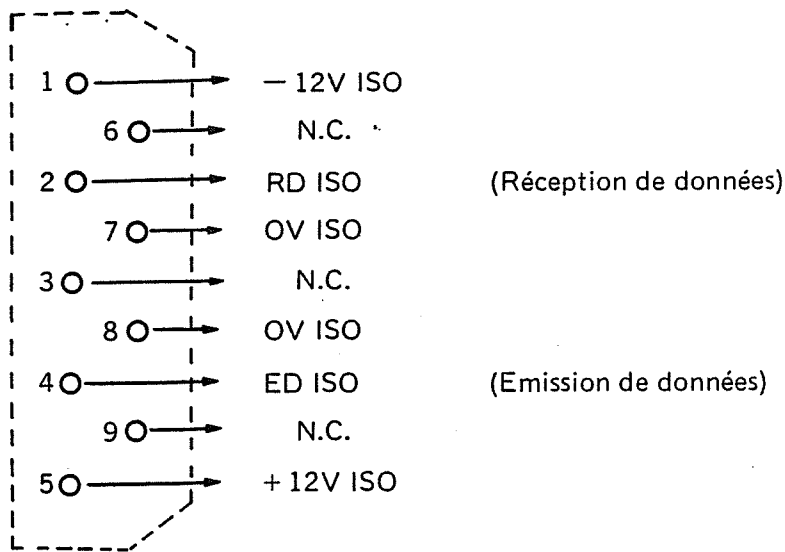 1 — 12V ISO
6 N.C.
2 RD ISO (Réception de données)
7 OV ISO
3 N.C.
8 OV ISO
4 ED ISO (Emission de données)
9 N.C.
5 + 12V ISO